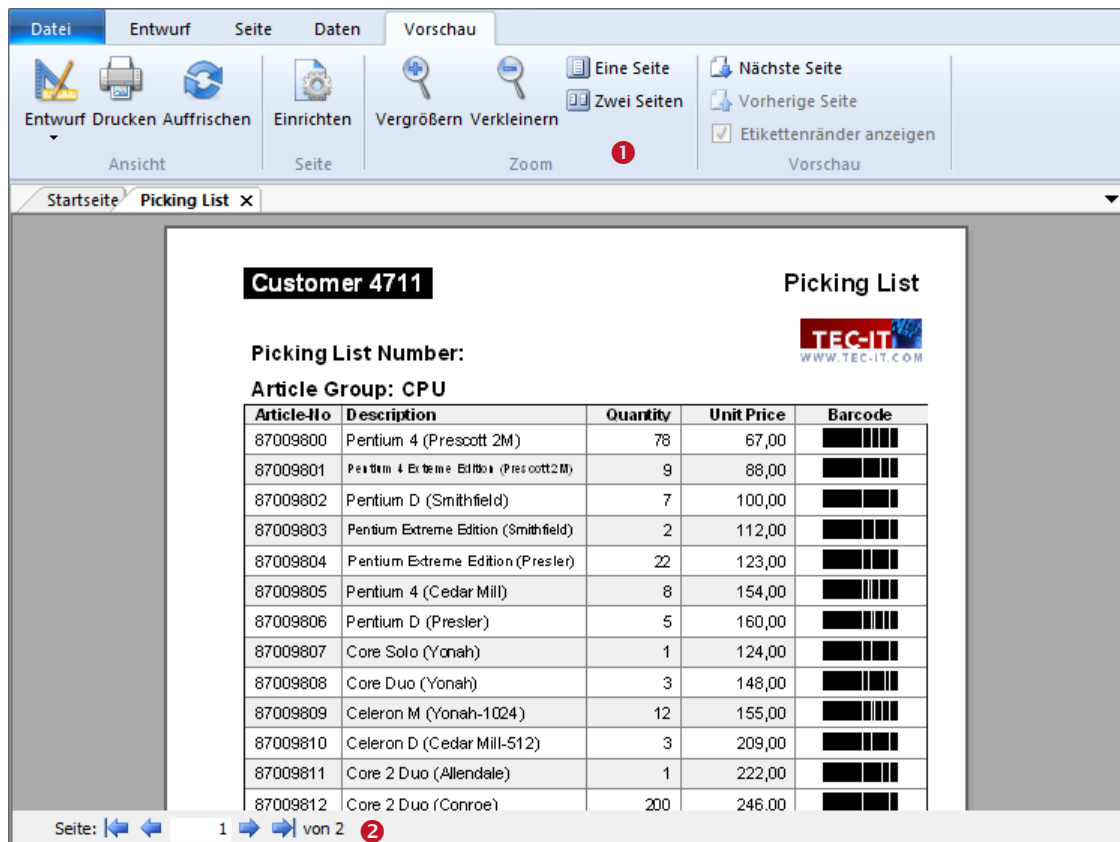 Datei Entwurf Seite Daten Vorschau
Entwurf Drucken Auffrischen Einrichten Vergrößern Verkleinern
Eine Seite
Zwei Seiten
Nächste Seite
Vorherige Seite
Etikettenränder anzeigen
Ansicht Seite Zoom Vorschau
1
Startseite Picking List
Customer 4711 Picking List
TEC-IT
WWW.TEC-IT.COM
Picking List Number:
Article Group: CPU
Article-No Description Quantity Unit Price Barcode
87009800 Pentium 4 (Prescott 2M) 78 67,00
87009801 Pentium 4 Extreme Edition (Prescott 2M) 9 88,00
87009802 Pentium D (Smithfield) 7 100,00
87009803 Pentium Extreme Edition (Smithfield) 2 112,00
87009804 Pentium Extreme Edition (Presler) 22 123,00
87009805 Pentium 4 (Cedar Mill) 8 154,00
87009806 Pentium D (Presler) 5 160,00
87009807 Core Solo (Yonah) 1 124,00
87009808 Core Duo (Yonah) 3 148,00
87009809 Celeron M (Yonah-1024) 12 155,00
87009810 Celeron D (Cedar Mill-512) 3 209,00
87009811 Core 2 Duo (Allendale) 1 222,00
87009812 Core 2 Duo (Conroe) 200 246,00
Seite: 1 von 2 2